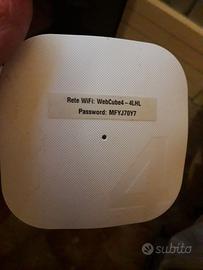 Rete WiFi: WebCube4-4LHL
Password: MFYJ70Y7
subito